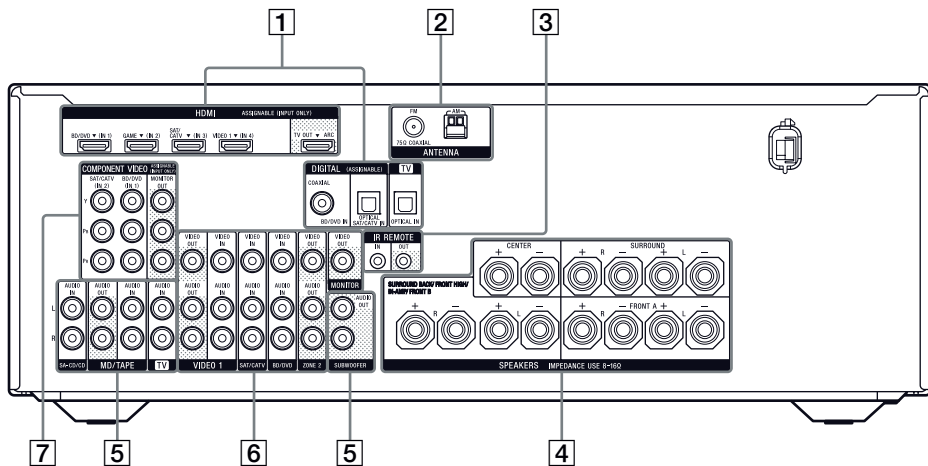 1
2
3
HDMI ASSIGNABLE (INPUT ONLY)
BD/DVD ▼ (IN 1)
GAME ▼ (IN 2)
SAT/
CATV ▼ (IN 3)
VIDEO 1 ▼ (IN 4)
TV OUT ▼ ARC
FM
AM
75Ω COAXIAL
ANTENNA
COMPONENT VIDEO
ASSIGNABLE
(INPUT ONLY)
SAT/CATV
(IN 2)
BD/DVD
(IN 1)
MONITOR
OUT
Y
PB
PR
DIGITAL (ASSIGNABLE)
COAXIAL
BD/DVD IN
OPTICAL
SAT/CATV IN
TV
OPTICAL IN
VIDEO
OUT
VIDEO
IN
VIDEO
IN
VIDEO
IN
VIDEO
OUT
VIDEO
OUT
MONITOR
IR REMOTE
IN
OUT
AUDIO
IN
AUDIO
OUT
AUDIO
IN
AUDIO
IN
AUDIO
OUT
AUDIO
IN
AUDIO
IN
AUDIO
IN
AUDIO
OUT
AUDIO
OUT
L
R
SA-CD/CD
MD/TAPE
TV
VIDEO 1
SAT/CATV
BD/DVD
ZONE 2
SUBWOOFER
CENTER
+ −
SURROUND
+ R − + L −
SURROUND BACK/ FRONT HIGH/
BI-AMP/ FRONT B
+ R − + L −
FRONT A
+ R − + L −
SPEAKERS IMPEDANCE USE 8-16Ω
7
5
6
5
4